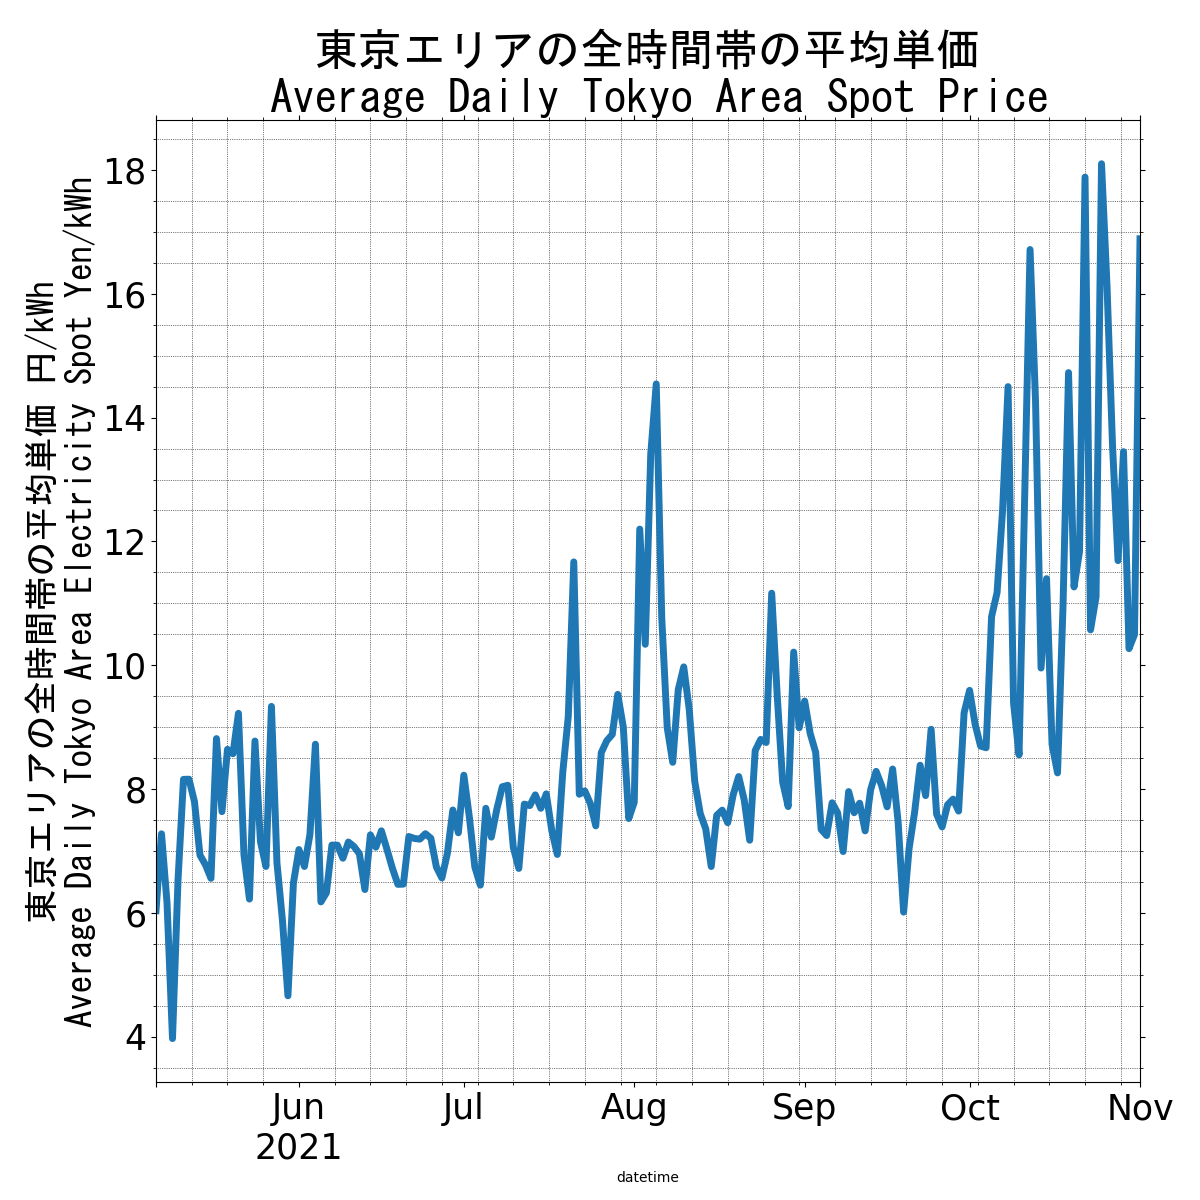 東京エリアの全時間帯の平均単価
Average Daily Tokyo Area Spot Price
東京エリアの全時間帯の平均単価 円/kWh
Average Daily Tokyo Area Electricity Spot Yen/kWh
18
16
14
12
10
8
6
4
Jun
2021
Jul
Aug
Sep
Oct
Nov
datetime